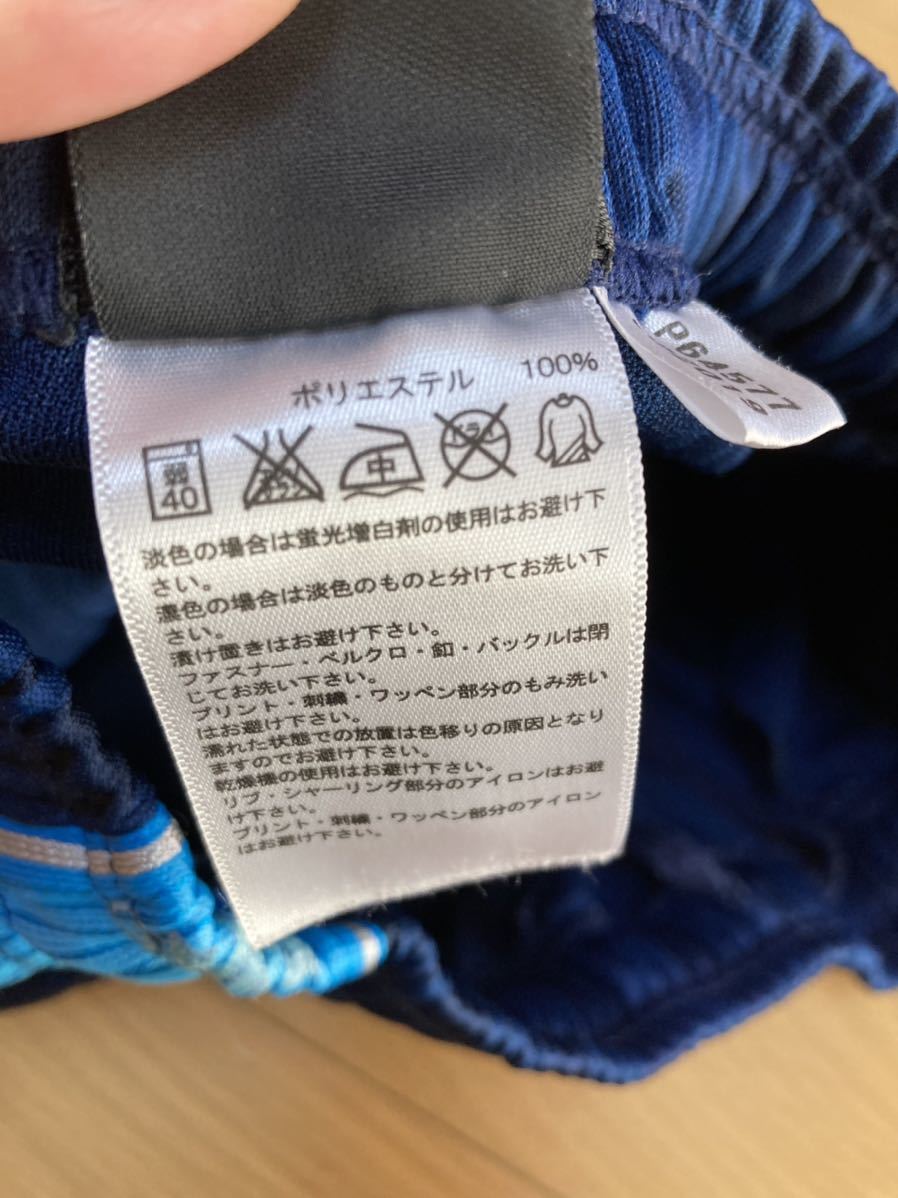 ポリエステル 100%
弱 40 エンソ サラシ 中 ドライ
淡色の場合は蛍光増白剤の使用はお避け下
さい。
濃色の場合は淡色のものと分けてお洗い下
さい。
漬け置きはお避け下さい。
ファスナー・ベルクロ・釦・バックルは閉
じてお洗い下さい。
プリント・刺繍・ワッペン部分のもみ洗い
はお避け下さい。
濡れた状態での放置は色移りの原因となり
ますのでお避け下さい。
乾燥機の使用はお避け下さい。
リブ・シャーリング部分のアイロンはお避
け下さい。
プリント・刺繍・ワッペン部分のアイロン
はお避け下さい。
P64577